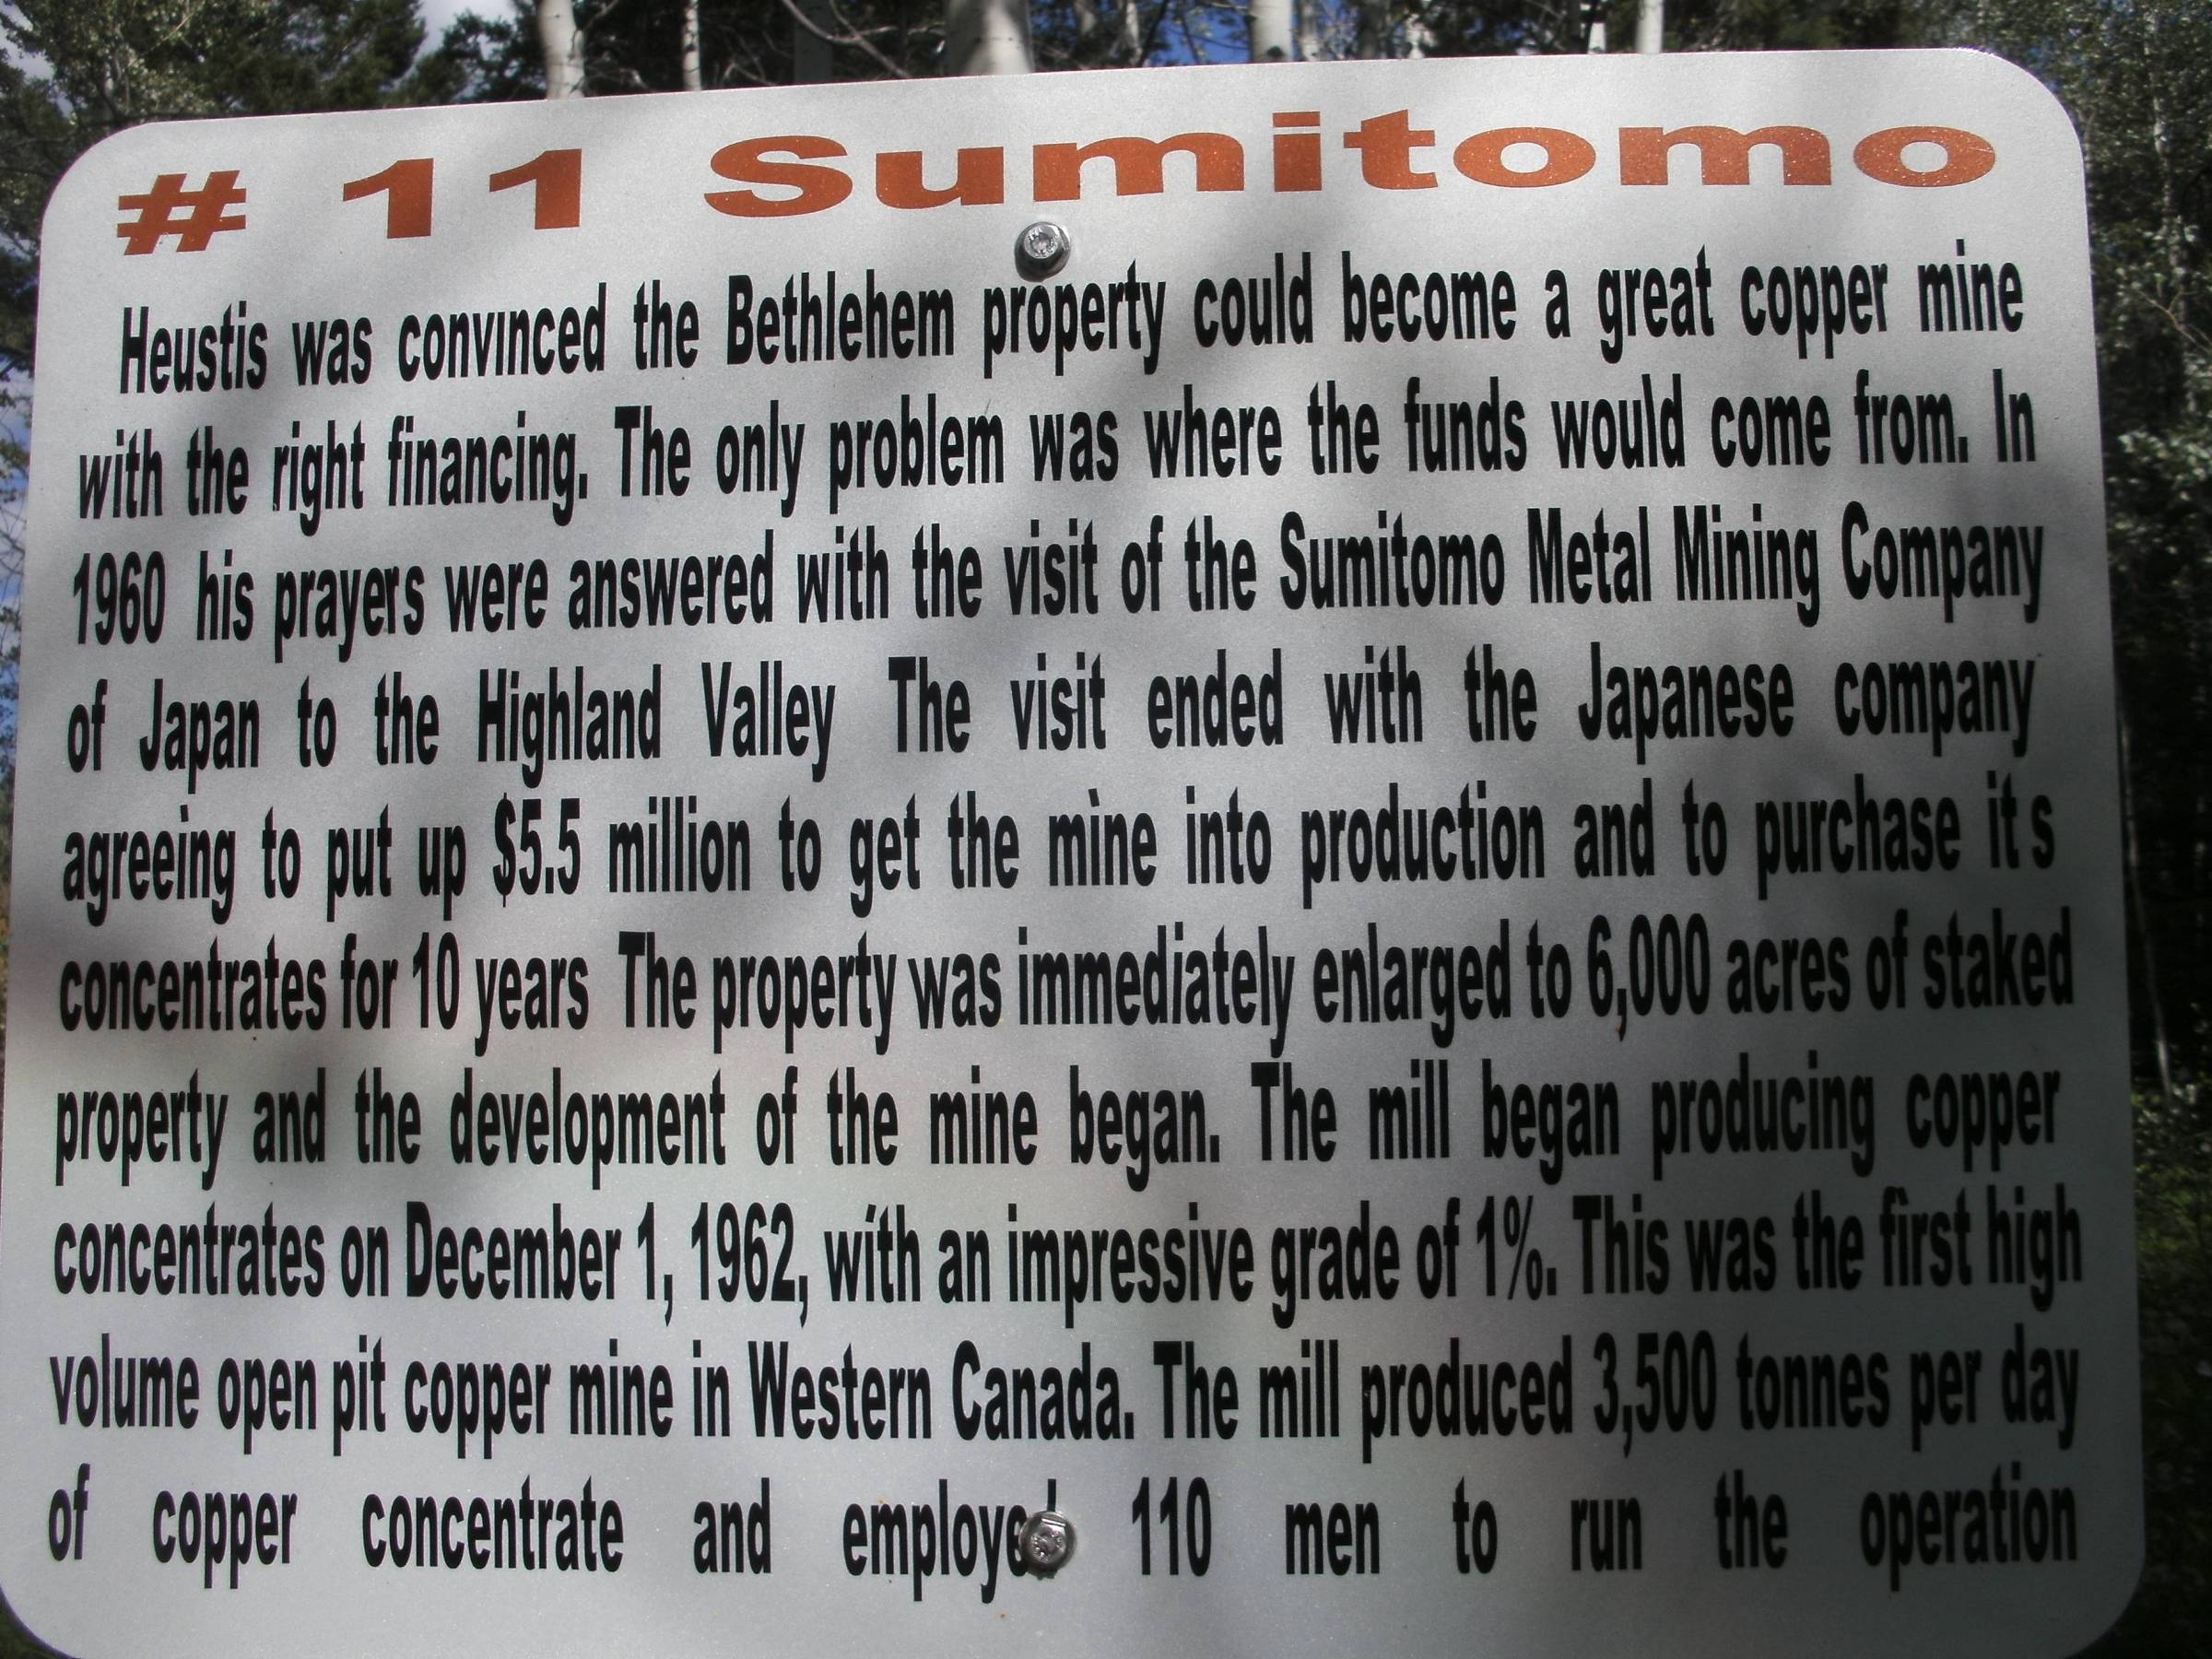 # 11 Sumitomo
Heustis was convinced the Bethlehem property could become a great copper mine
with the right financing. The only problem was where the funds would come from. In
1960 his prayers were answered with the visit of the Sumitomo Metal Mining Company
of Japan to the Highland Valley The visit ended with the Japanese company
agreeing to put up $5.5 million to get the mine into production and to purchase it s
concentrates for 10 years The property was immediately enlarged to 6,000 acres of staked
property and the development of the mine began. The mill began producing copper
concentrates on December 1, 1962, with an impressive grade of 1%. This was the first high
volume open pit copper mine in Western Canada. The mill produced 3,500 tonnes per day
of copper concentrate and employed 110 men to run the operation